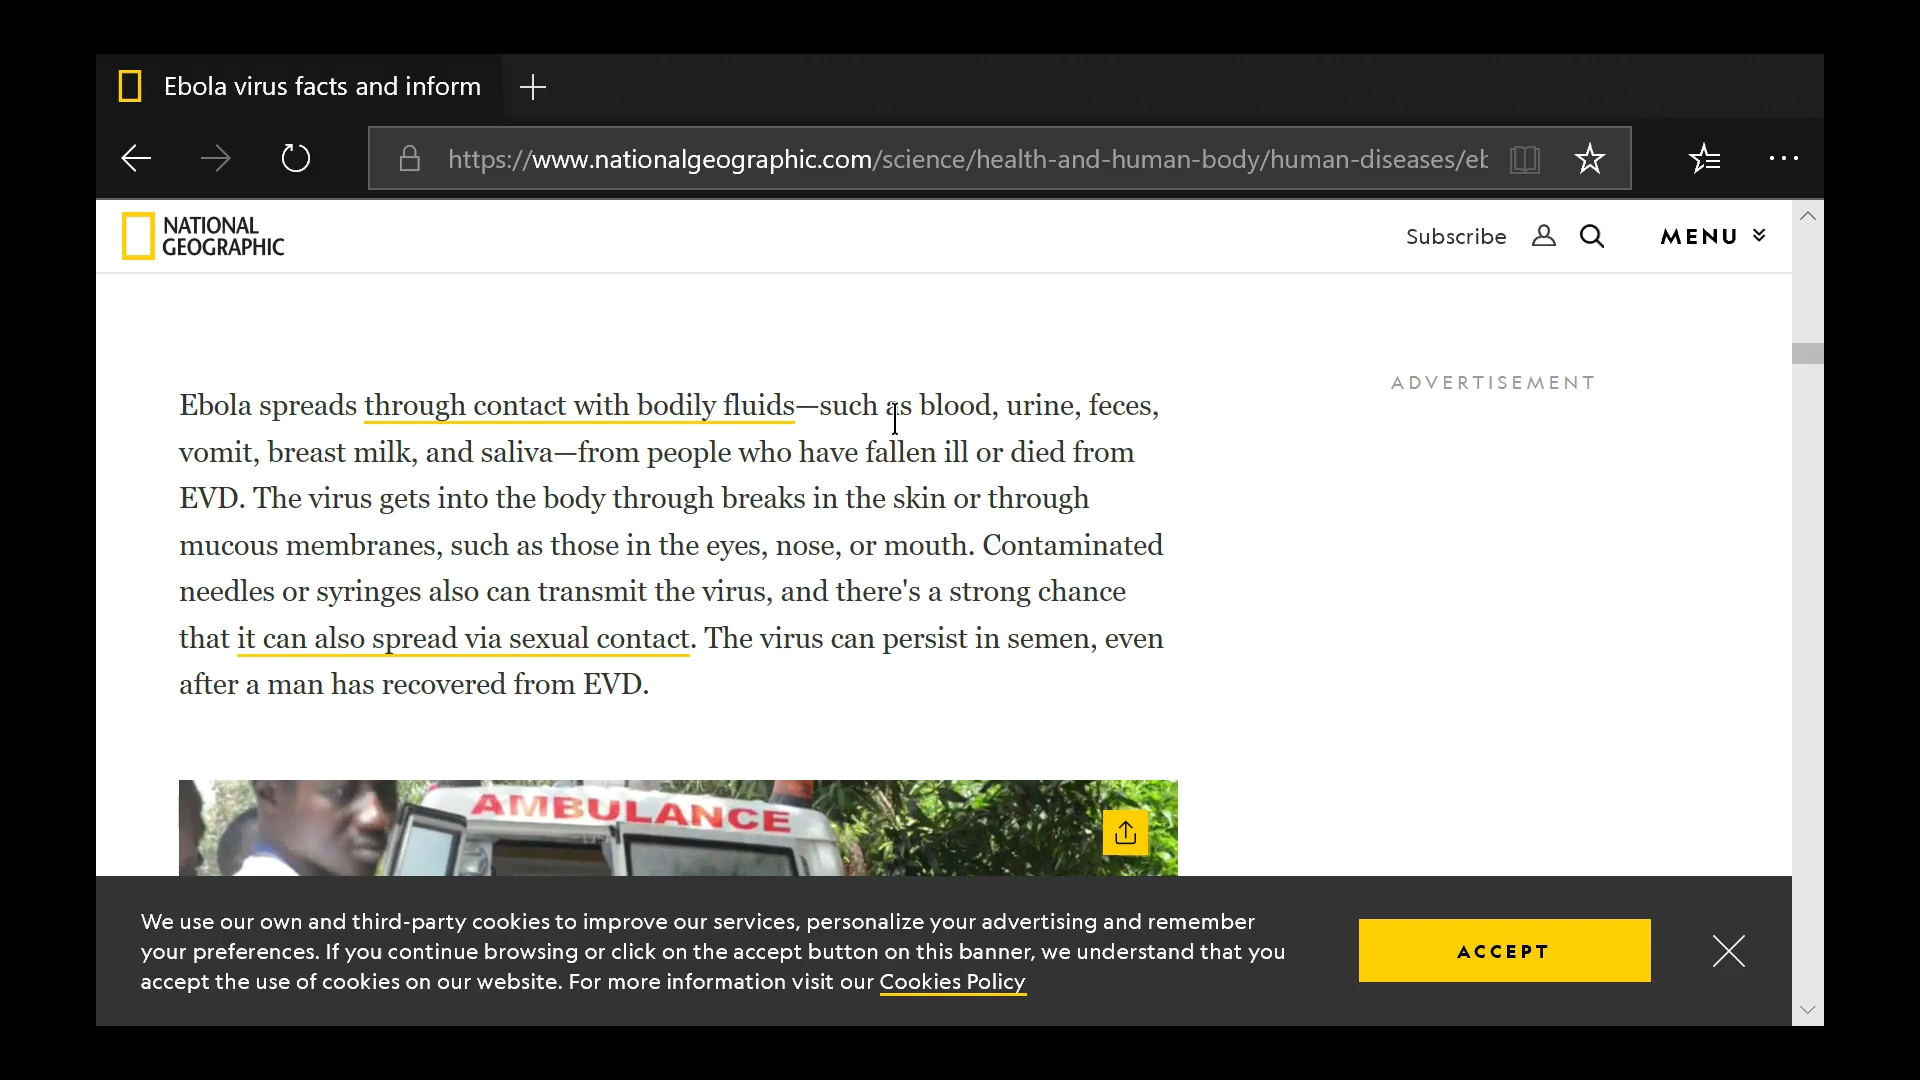 Ebola virus facts and inform
https://www.nationalgeographic.com/science/health-and-human-body/human-diseases/eb
NATIONAL
GEOGRAPHIC
Subscribe
MENU
ADVERTISEMENT
Ebola spreads through contact with bodily fluids—such as blood, urine, feces,
vomit, breast milk, and saliva—from people who have fallen ill or died from
EVD. The virus gets into the body through breaks in the skin or through
mucous membranes, such as those in the eyes, nose, or mouth. Contaminated
needles or syringes also can transmit the virus, and there's a strong chance
that it can also spread via sexual contact. The virus can persist in semen, even
after a man has recovered from EVD.
AMBULANCE
We use our own and third-party cookies to improve our services, personalize your advertising and remember
your preferences. If you continue browsing or click on the accept button on this banner, we understand that you
accept the use of cookies on our website. For more information visit our Cookies Policy
ACCEPT